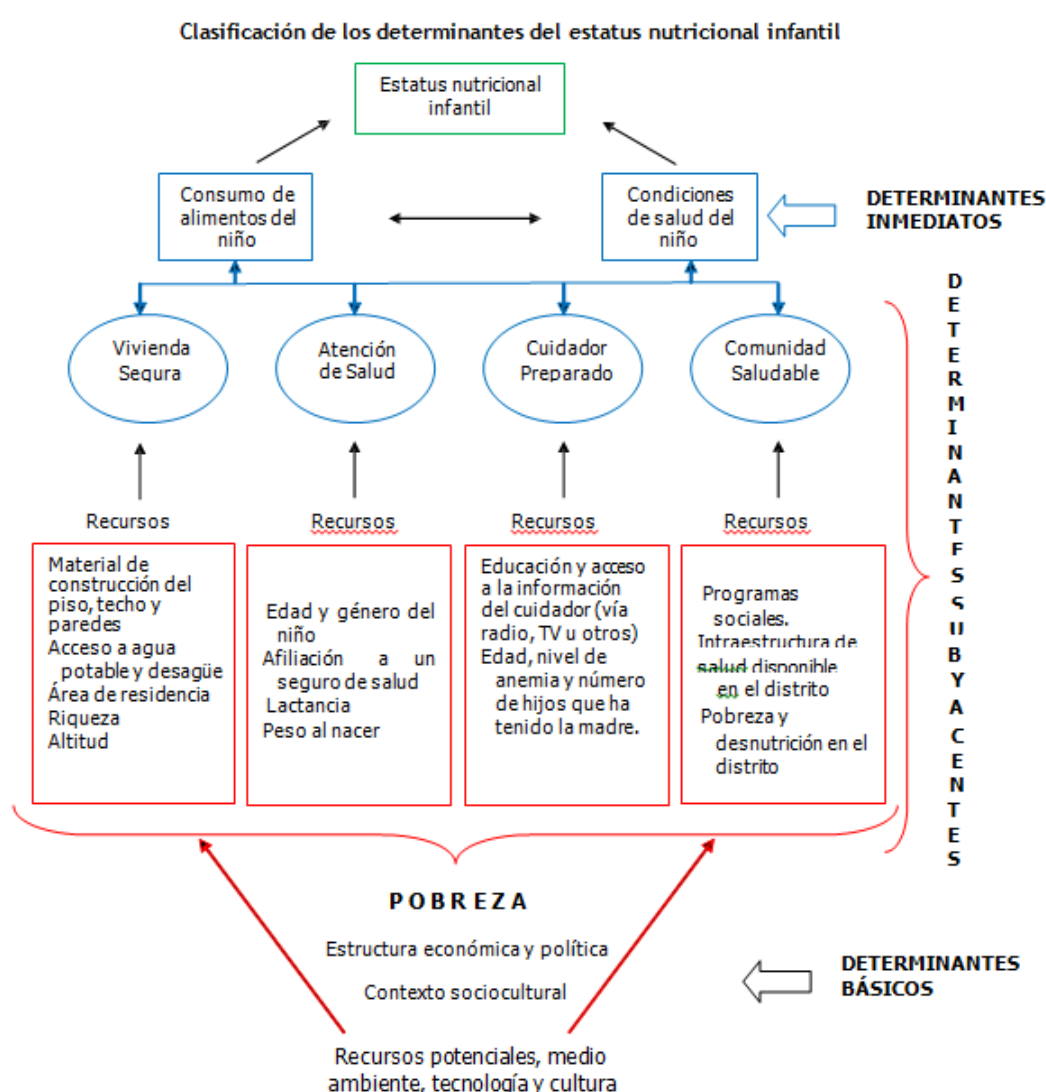 Clasificación de los determinantes del estatus nutricional infantil
Estatus nutricional
infantil
Consumo de
alimentos del
niño
Condiciones
de salud del
niño
DETERMINANTES
INMEDIATOS
Vivienda
Segura
Atención
de Salud
Cuidador
Preparado
Comunidad
Saludable
DETERMINANTES SUBYACENTES
Recursos
Recursos
Recursos
Recursos
Material de
construcción del
piso, techo y
paredes
Acceso a agua
potable y desagüe
Área de residencia
Riqueza
Altitud
Edad y género del
niño
Afiliación a un
seguro de salud
Lactancia
Peso al nacer
Educación y acceso
a la información
del cuidador (vía
radio, TV u otros)
Edad, nivel de
anemia y número
de hijos que ha
tenido la madre.
Programas
sociales.
Intraestructura de
salud disponible
en el distrito
Pobreza y
desnutrición en el
distrito
POBREZA
Estructura económica y política
Contexto sociocultural
DETERMINANTES
BÁSICOS
Recursos potenciales, medio
ambiente, tecnología y cultura